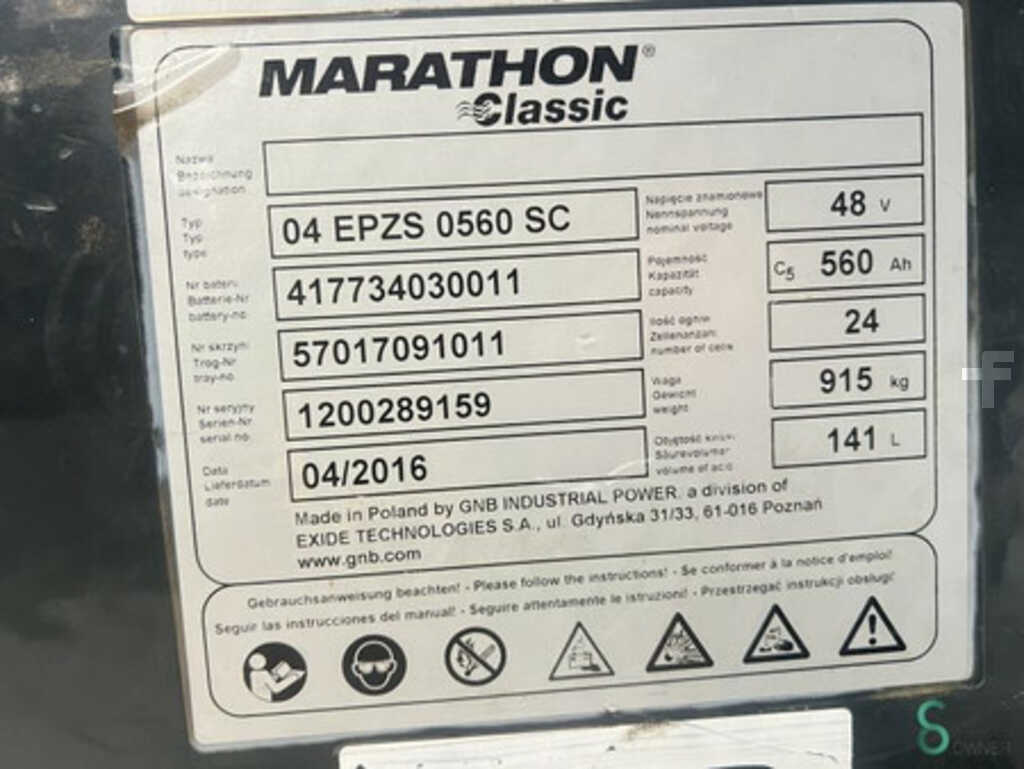 MARATHON®
Classic
Nazwa
Bezeichnung
designation
Typ
Typ
type
04 EPZS 0560 SC
Napięcie znamionowe
Nennspannung
nominal voltage
48 V
Nr baterii
Batterie-Nr
battery-no.
417734030011
Pojemność
Kapazität
capacity
C5 560 Ah
Nr skrzyni
Trog-Nr
tray-no.
57017091011
Ilość ogniw
Zellenanzahl
number of cells
24
Nr seryjny
Serien-Nr
serial no.
1200289159
Waga
Gewicht
weight
915 kg
Data
Lieferdatum
date
04/2016
Objętość
Säurevolumen
volume of acid
141 L
Made in Poland by GNB INDUSTRIAL POWER. a division of
EXIDE TECHNOLOGIES S.A., ul. Gdyńska 31/33, 61-016 Poznań
www.gnb.com
Gebrauchsanweisung beachten! - Please follow the instructions! - Se conformer à la notice d'emploi!
Seguir las instrucciones del manual! - Seguire attentamente le istruzioni! - Przestrzegać instrukcji obsługi
OWNER